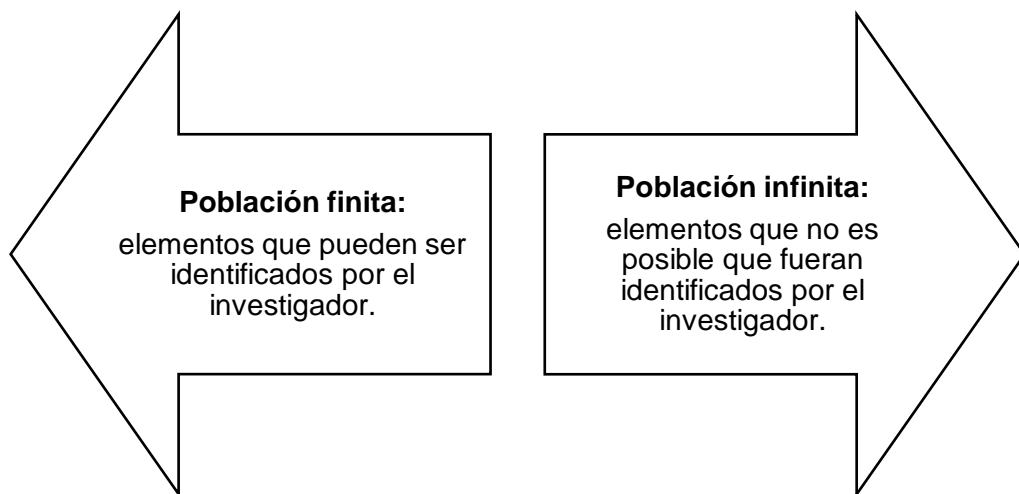 Población finita:
elementos que pueden ser
identificados por el
investigador.
Población infinita:
elementos que no es
posible que fueran
identificados por el
investigador.